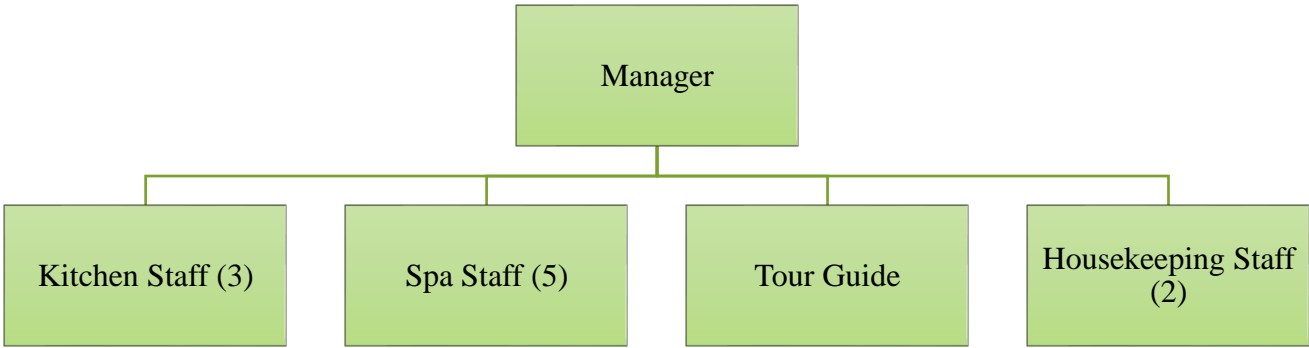 Manager
Kitchen Staff (3)
Spa Staff (5)
Tour Guide
Housekeeping Staff
(2)